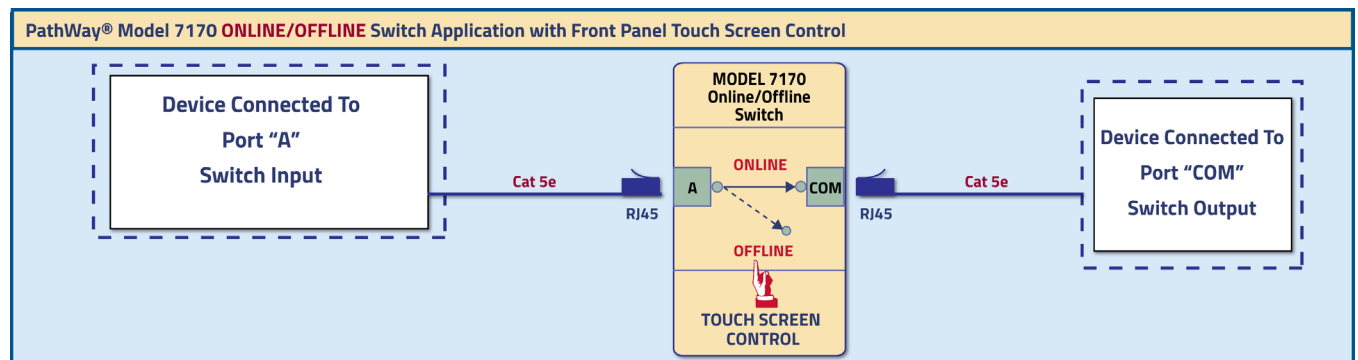 PathWay® Model 7170 ONLINE/OFFLINE Switch Application with Front Panel Touch Screen Control
Device Connected To
Port “A”
Switch Input
Cat 5e
RJ45
MODEL 7170
Online/Offline
Switch
ONLINE
A
COM
OFFLINE
TOUCH SCREEN
CONTROL
RJ45
Cat 5e
Device Connected To
Port “COM”
Switch Output